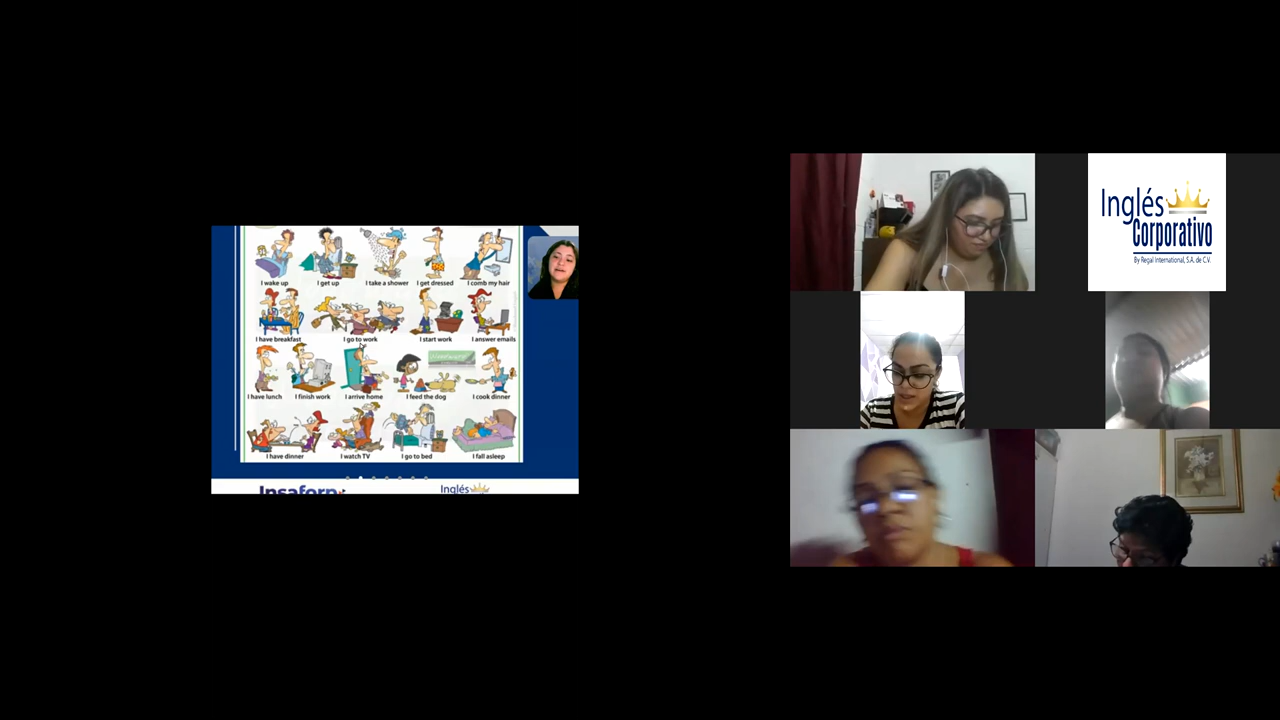 I wake up
I get up
I take a shower
I get dressed
I comb my hair
I have breakfast
I go to work
I start work
I answer emails
I have lunch
I finish work
I arrive home
I feed the dog
I cook dinner
I have dinner
I watch TV
I go to bed
I fall asleep
Insaforp
Inglés
Inglés
Corporativo
By Regal International, S.A. de C.V.